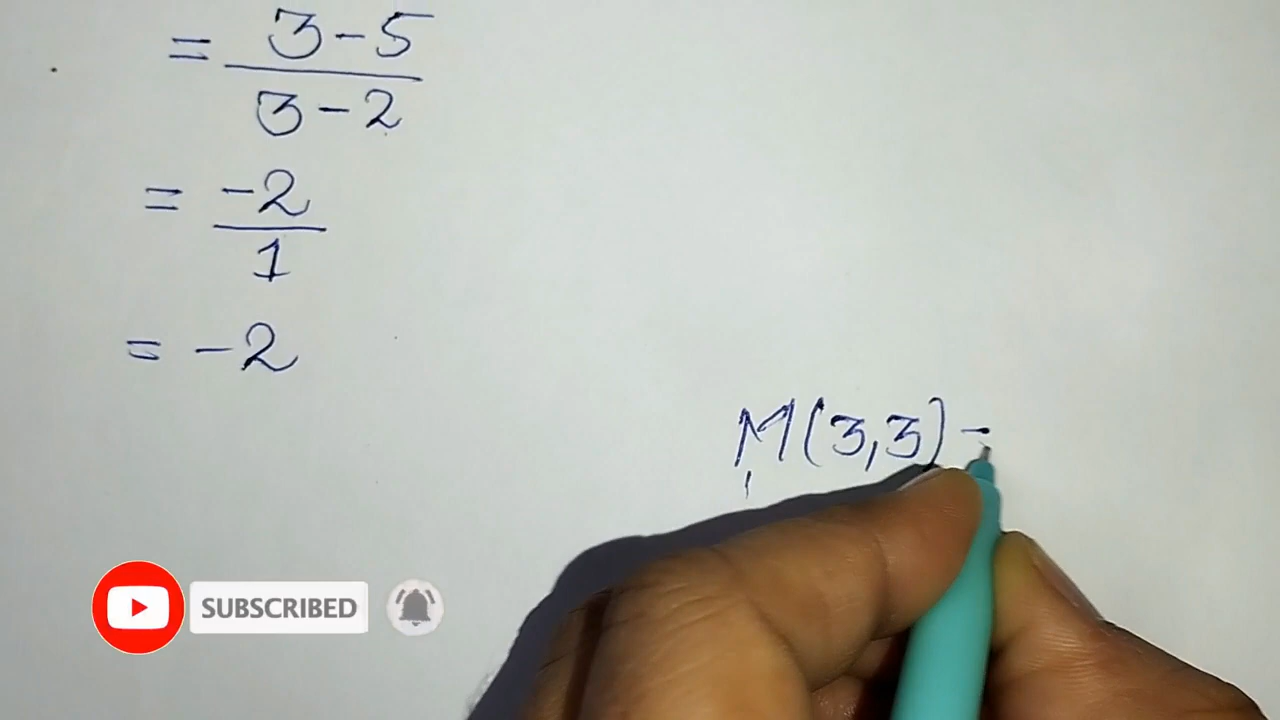 = 3-5
3-2
= -2
1
= -2
M(3,3) -
SUBSCRIBED